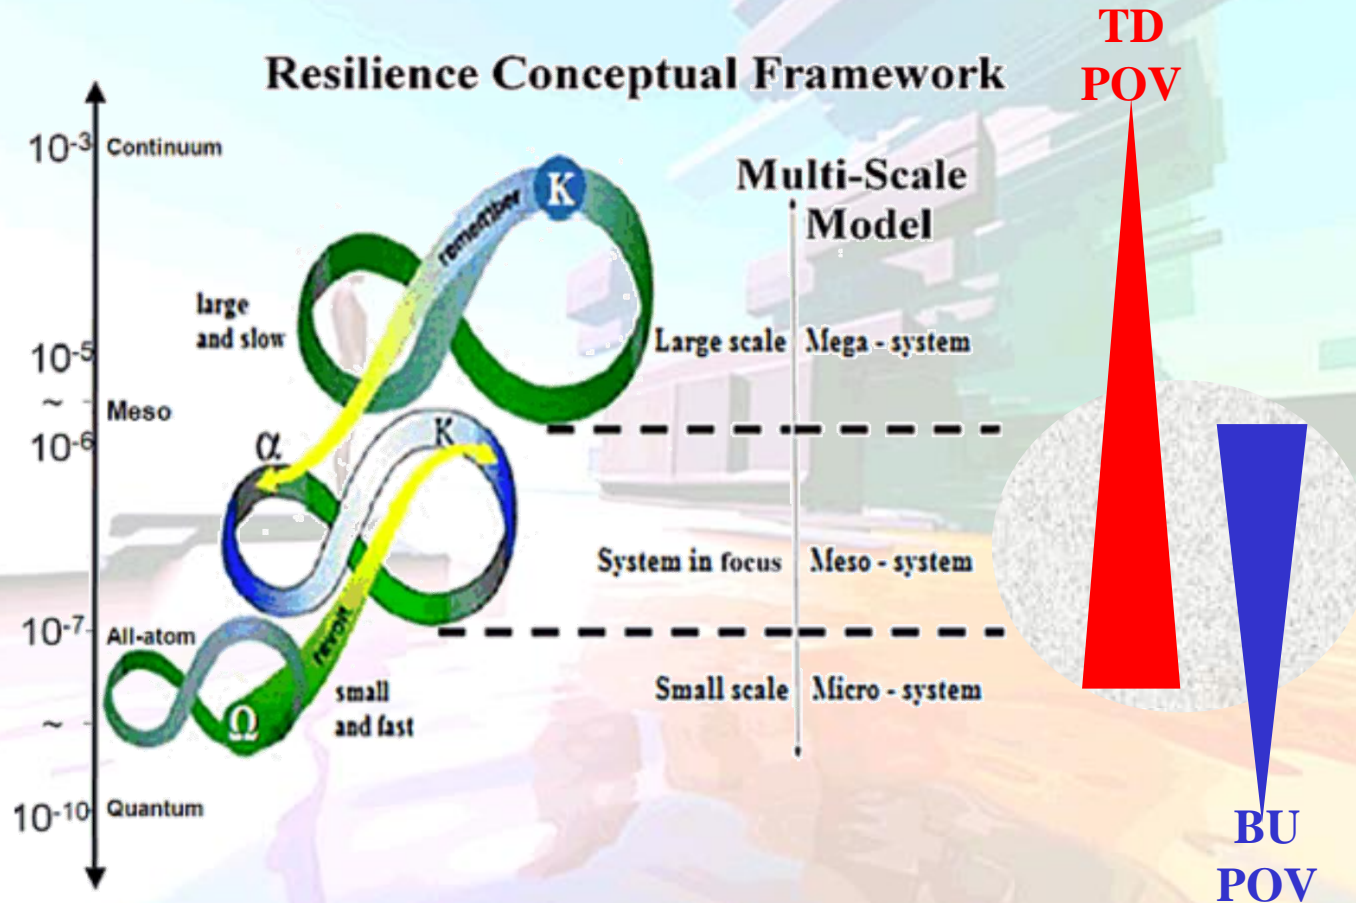 TD
POV
Resilience Conceptual Framework
10-3
Continuum
Multi-Scale
Model
K
remember
large
and slow
10-5
~
Meso
10-6
Large scale
Mega - system
α
K
System in focus
Meso - system
10-7
All-atom
revolt
small
and fast
Small scale
Micro - system
Ω
~
10-10
Quantum
BU
POV